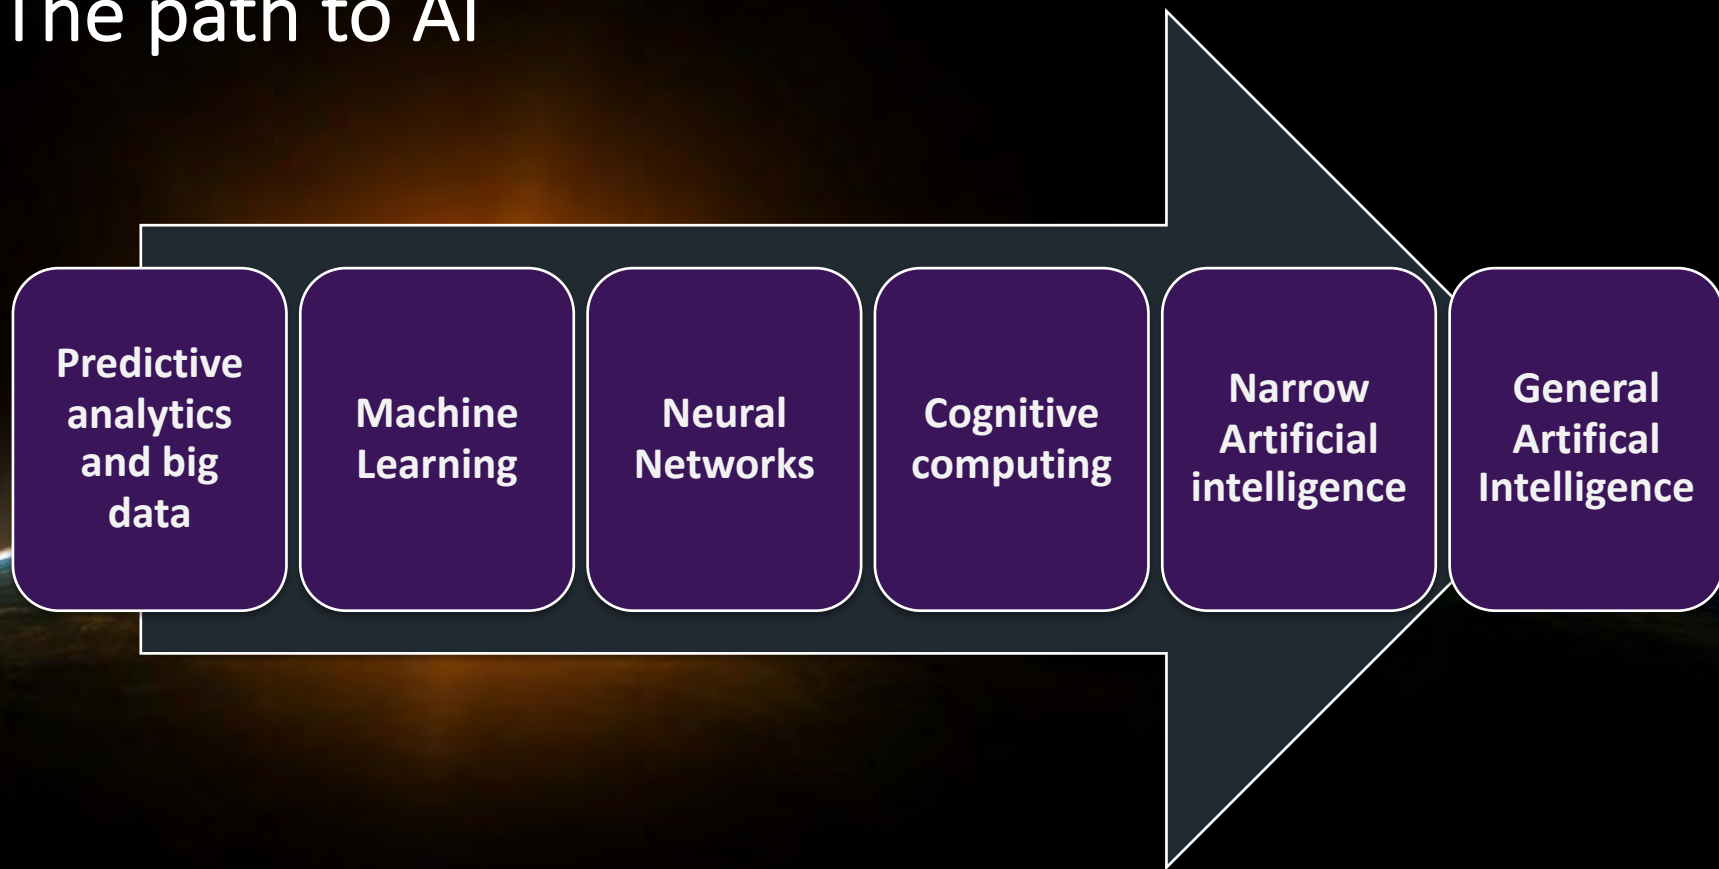 The path to AI
Predictive
analytics
and big
data
Machine
Learning
Neural
Networks
Cognitive
computing
Narrow
Artificial
intelligence
General
Artifical
Intelligence